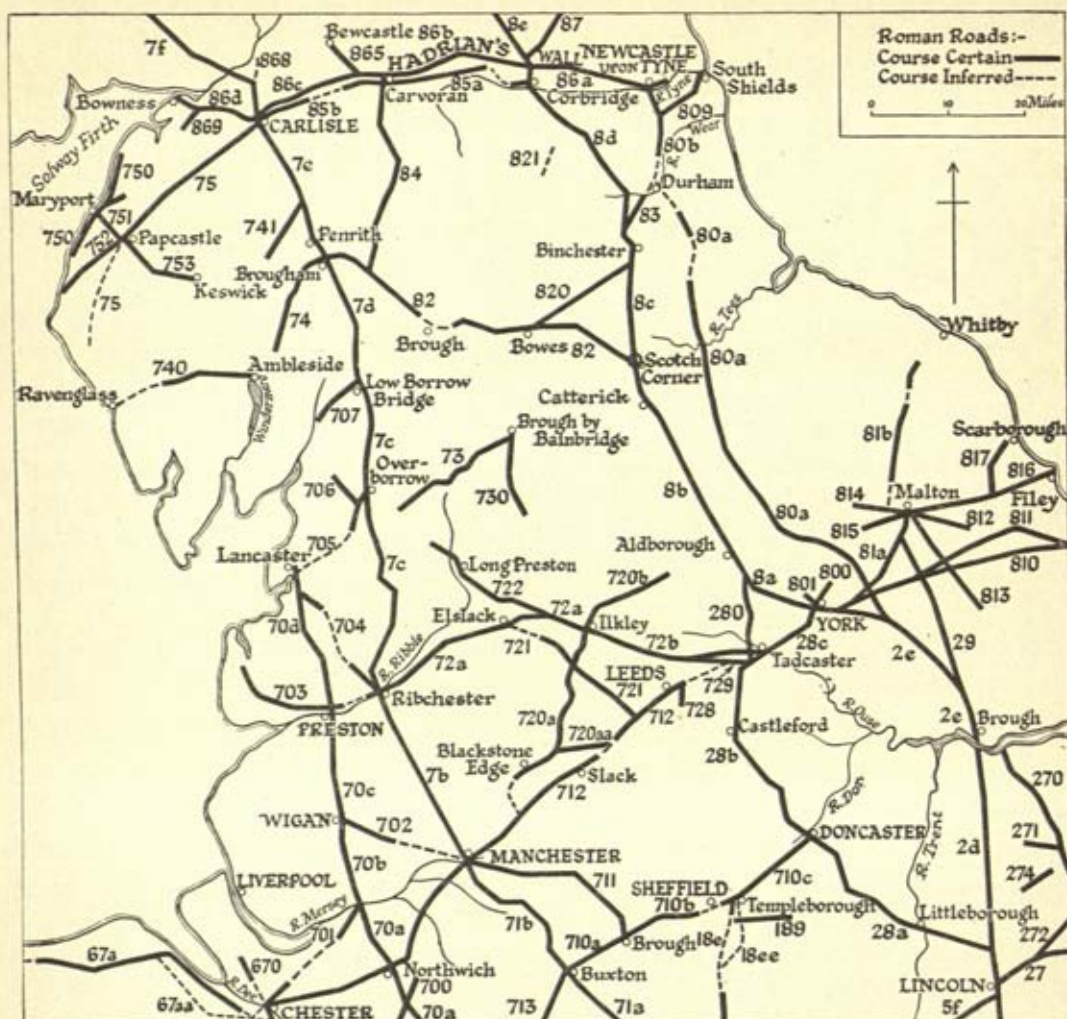 Roman Roads:-
Course Certain
Course Inferred
0 10 20 Miles
7f
868
Bewcastle 86b
865
HADRIAN'S
8e
87
WALL
NEWCASTLE
UPON TYNE
South
Shields
Bowness
86d
86c
85b
Carvoran
85a
86a
Corbridge
R. Tyne
809
869
CARLISLE
8d
80b
R. Wear
Solway Firth
750
75
7e
84
821
Durham
Maryport
751
752
750
Papcastle
741
Penrith
83
80a
Binchester
753
Keswick
Brougham
820
75
74
7d
82
8c
R. Tees
Brough
Bowes
82
Scotch
Corner
80a
Whitby
740
Ambleside
Ravenglass
Low Borrow
Bridge
Catterick
707
Brough by
Bainbridge
81b
Scarborough
817
816
7c
Over-
borrow
73
706
730
8b
80a
814
Malton
Filey
815
812
811
705
Lancaster
7c
Long Preston
720b
Aldborough
81a
810
722
8a
801
800
813
70d
704
Elslack
72a
Ilkley
280
YORK
R. Ribble
72a
721
72b
28c
Tadcaster
2e
29
703
Ribchester
LEEDS
721
729
PRESTON
712
728
R. Ouse
720a
720aa
Castleford
2e
Brough
Blackstone
Edge
7b
Slack
28b
270
712
R. Don
70c
WIGAN
702
DONCASTER
R. Trent
2d
271
70b
MANCHESTER
274
LIVERPOOL
711
SHEFFIELD
710c
710b
Templeborough
Littleborough
R. Mersey
701
70a
71b
710a
Brough
18e
189
28a
272
67a
670
Northwich
18ee
27
R. Dee
700
Buxton
LINCOLN
67aa
CHESTER
70a
713
71a
5f